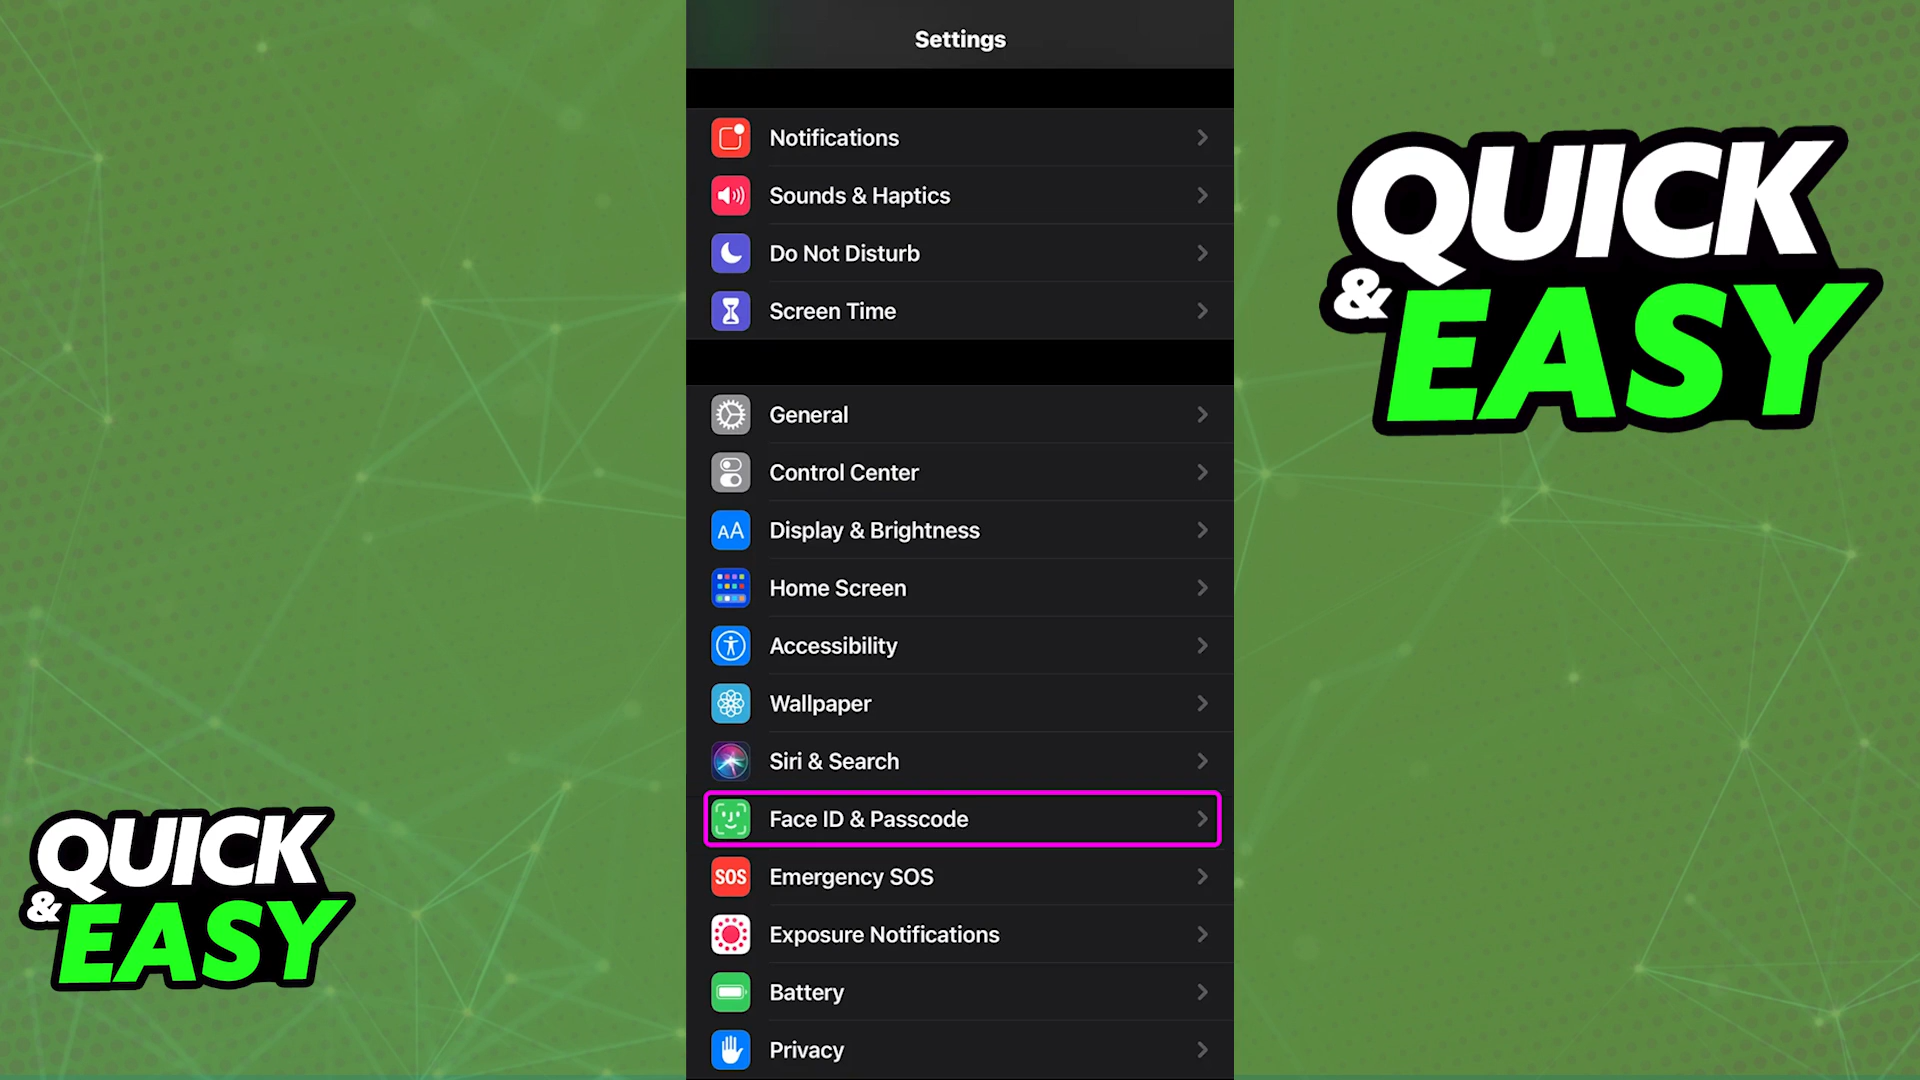 Settings
Notifications
Sounds & Haptics
Do Not Disturb
Screen Time
General
Control Center
AA
Display & Brightness
Home Screen
Accessibility
Wallpaper
Siri & Search
Face ID & Passcode
SOS
Emergency SOS
Exposure Notifications
Battery
Privacy
QUICK
& EASY
QUICK
& EASY